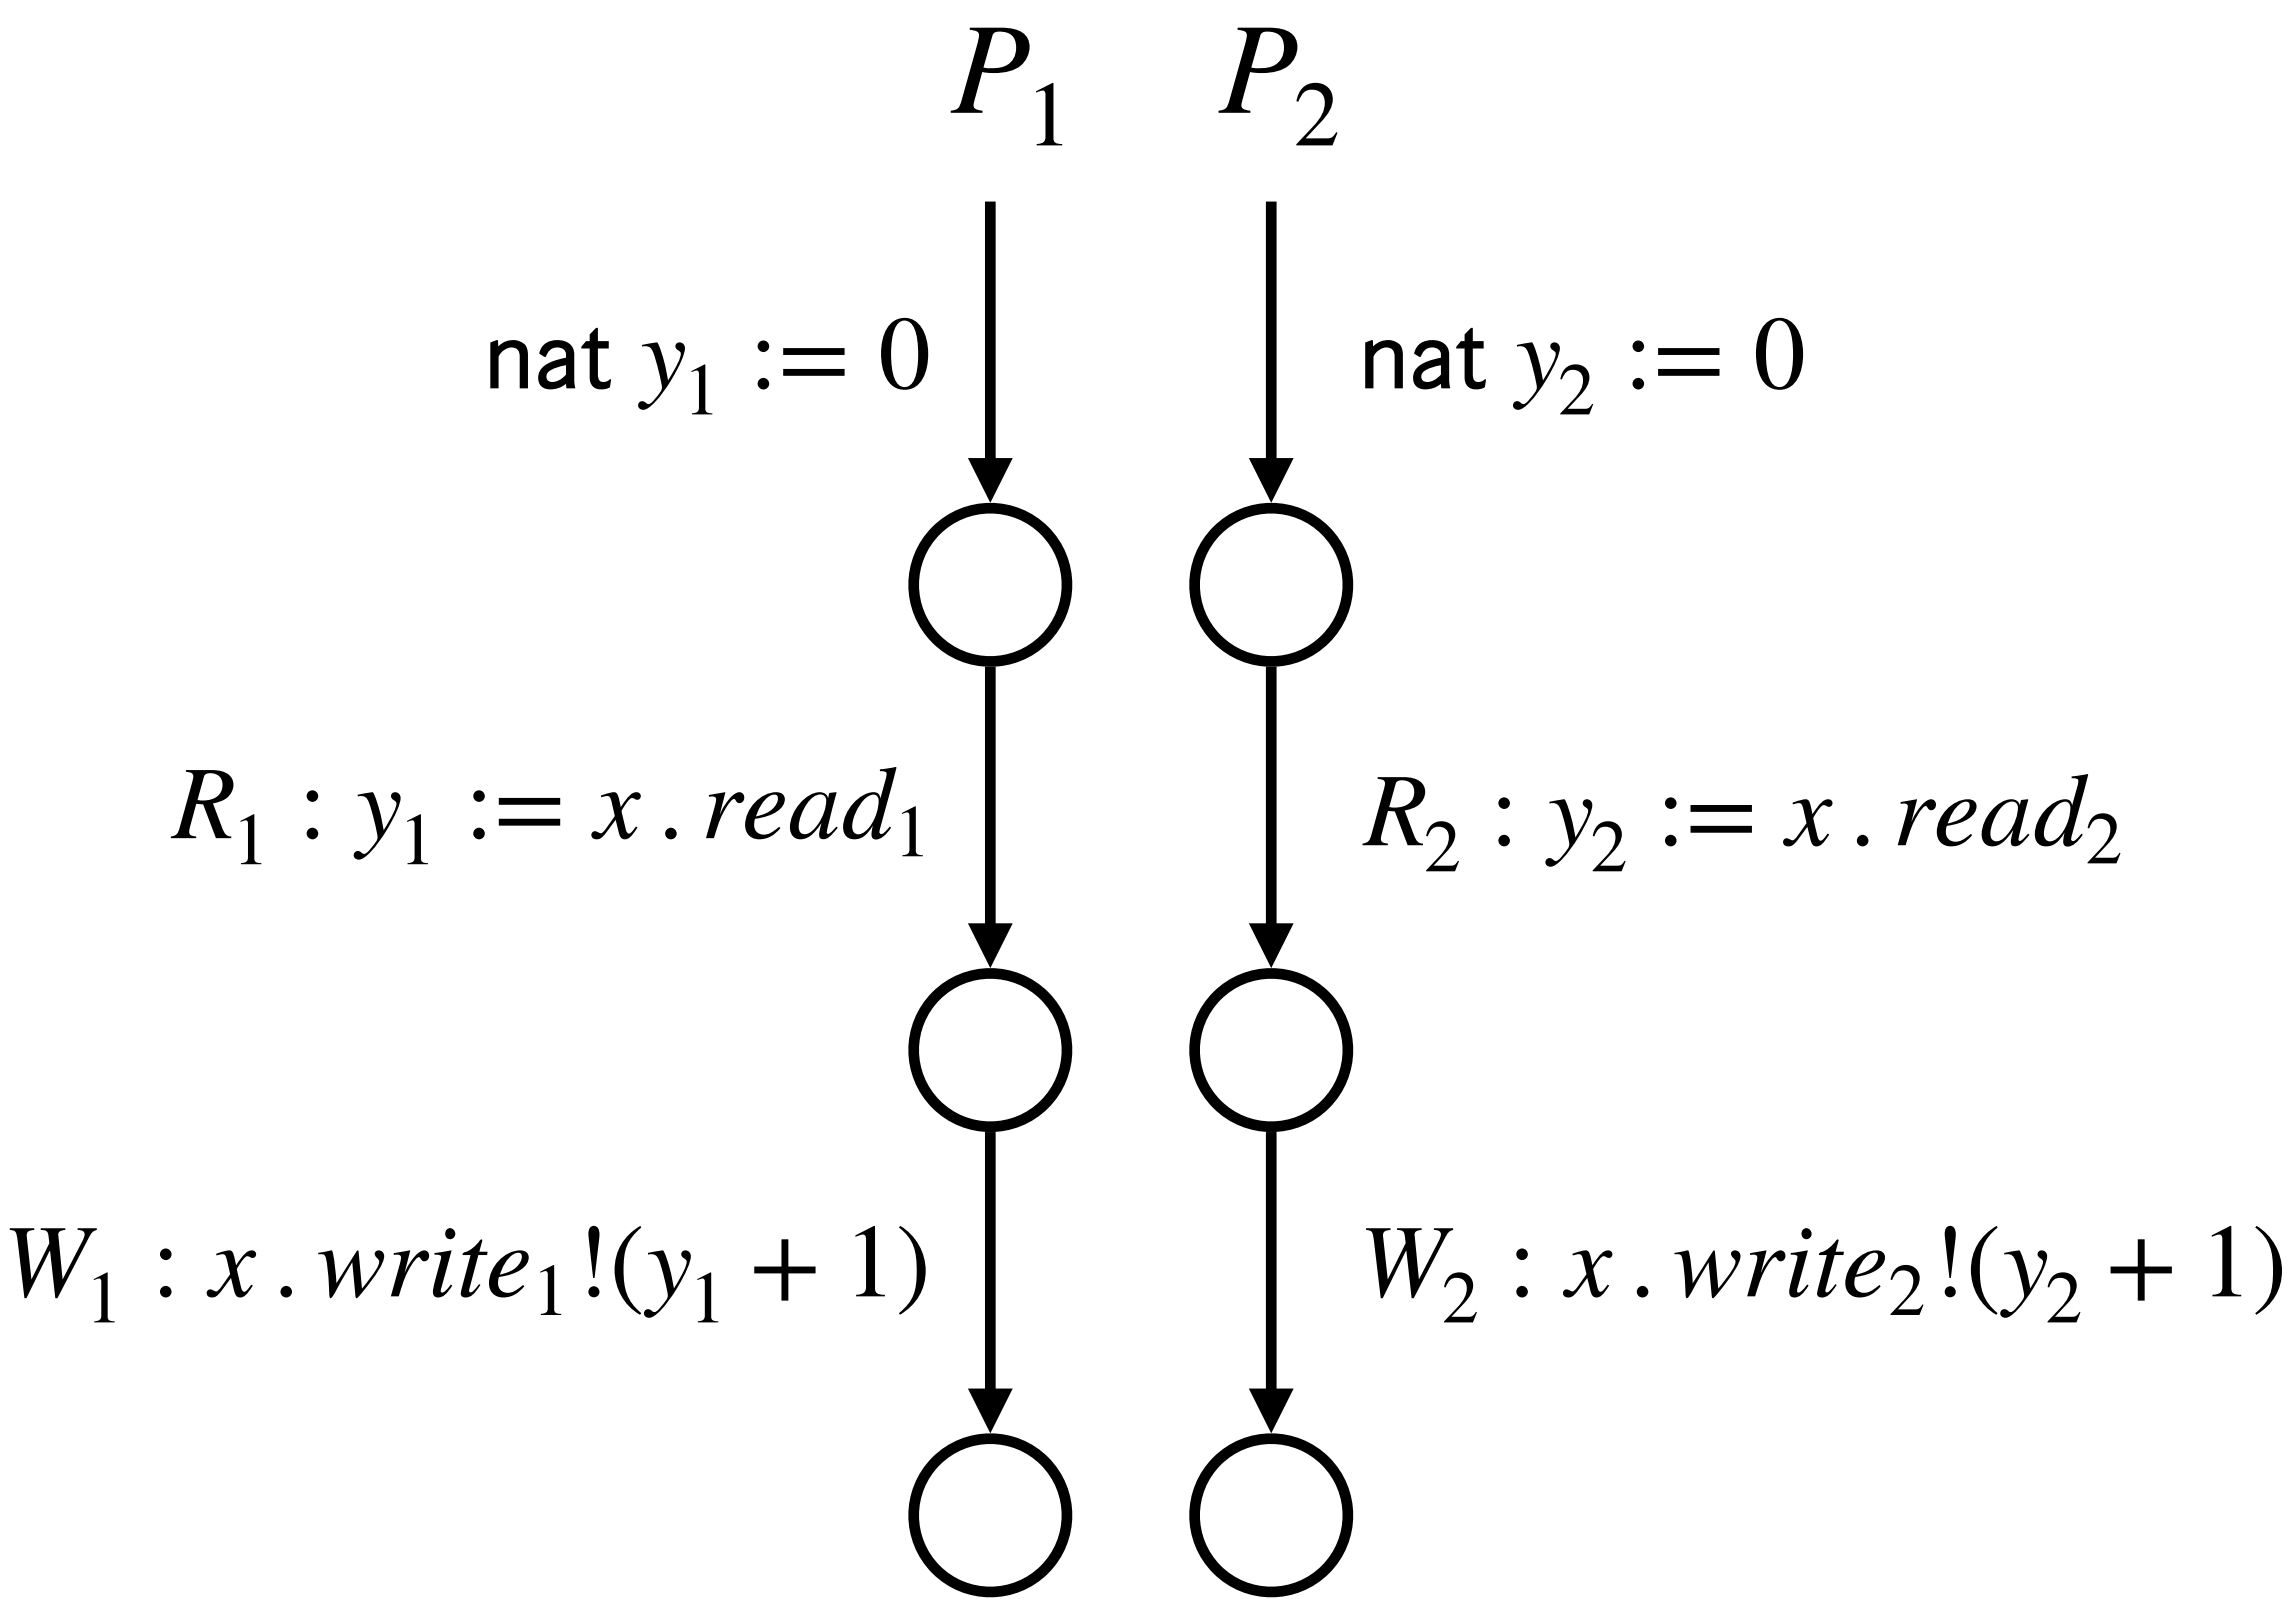 P₁ P₂
nat y₁ := 0 nat y₂ := 0
R₁ : y₁ := x . read₁ R₂ : y₂ := x . read₂
W₁ : x . write₁ !(y₁ + 1) W₂ : x . write₂ !(y₂ + 1)